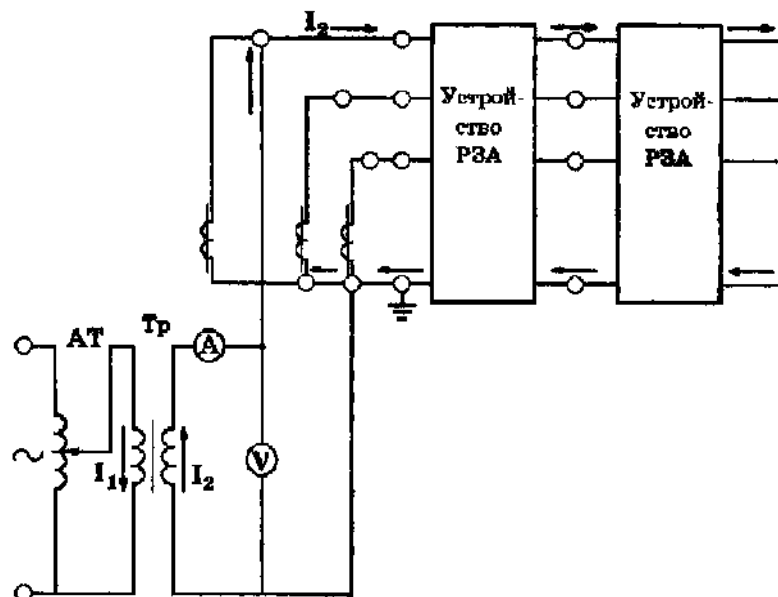 I₂
Устрой-
ство
РЗА
Устрой-
ство
РЗА
АТ
Тр
А
V
I₁
I₂